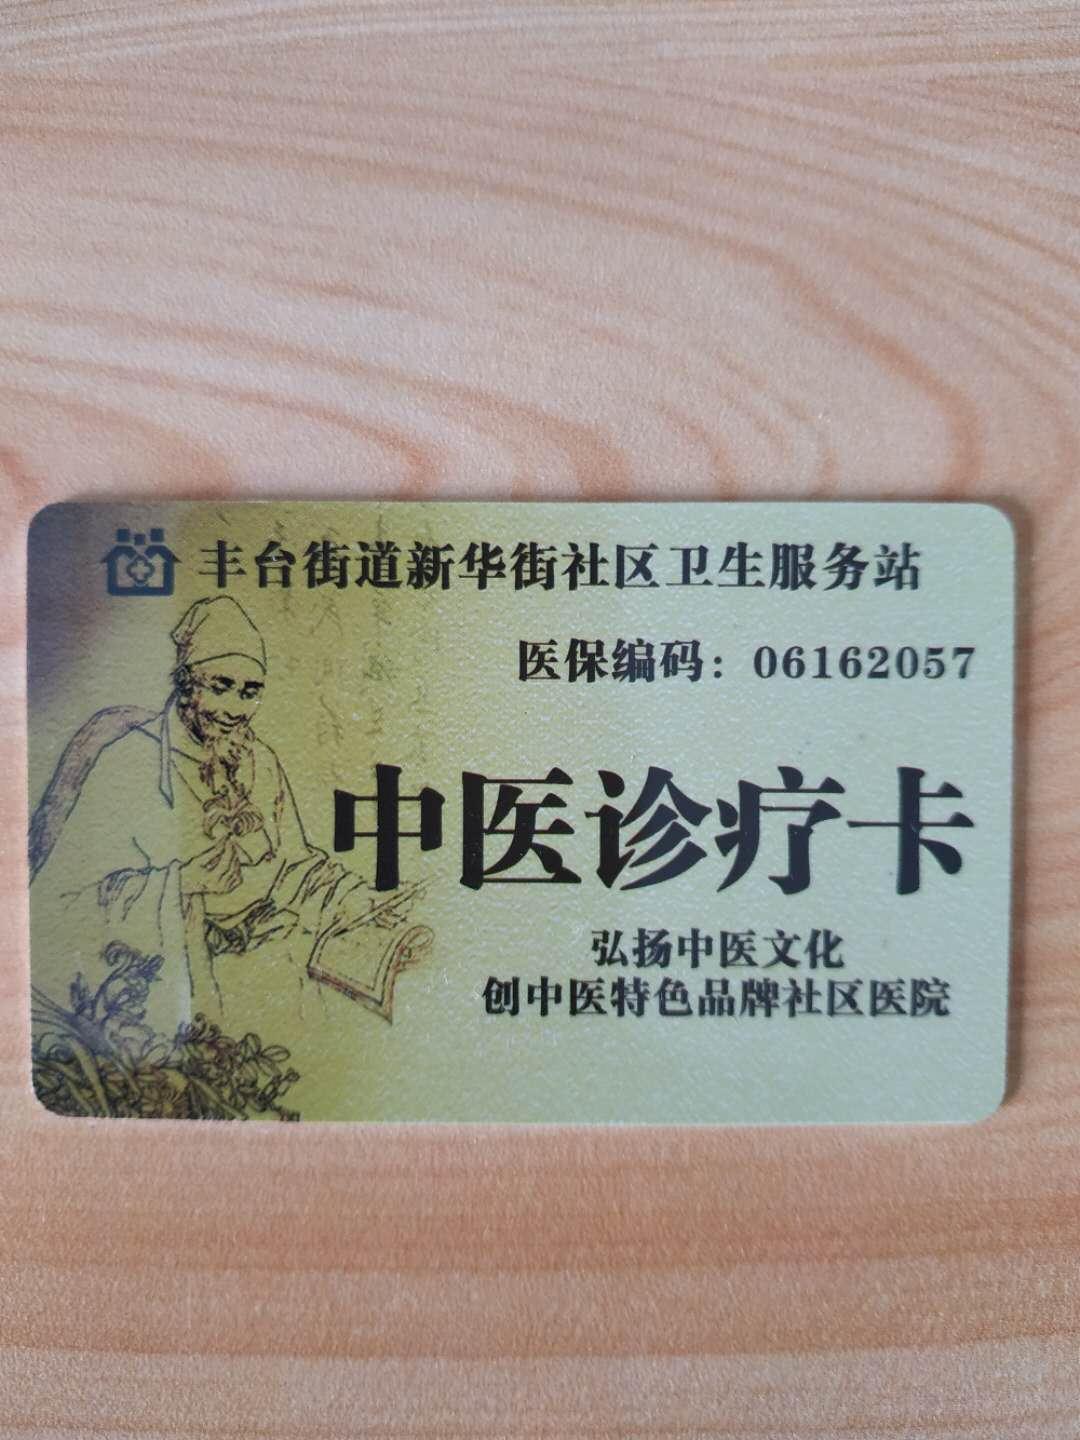 丰台街道新华街社区卫生服务站
医保编码：06162057
中医诊疗卡
弘扬中医文化
创中医特色品牌社区医院